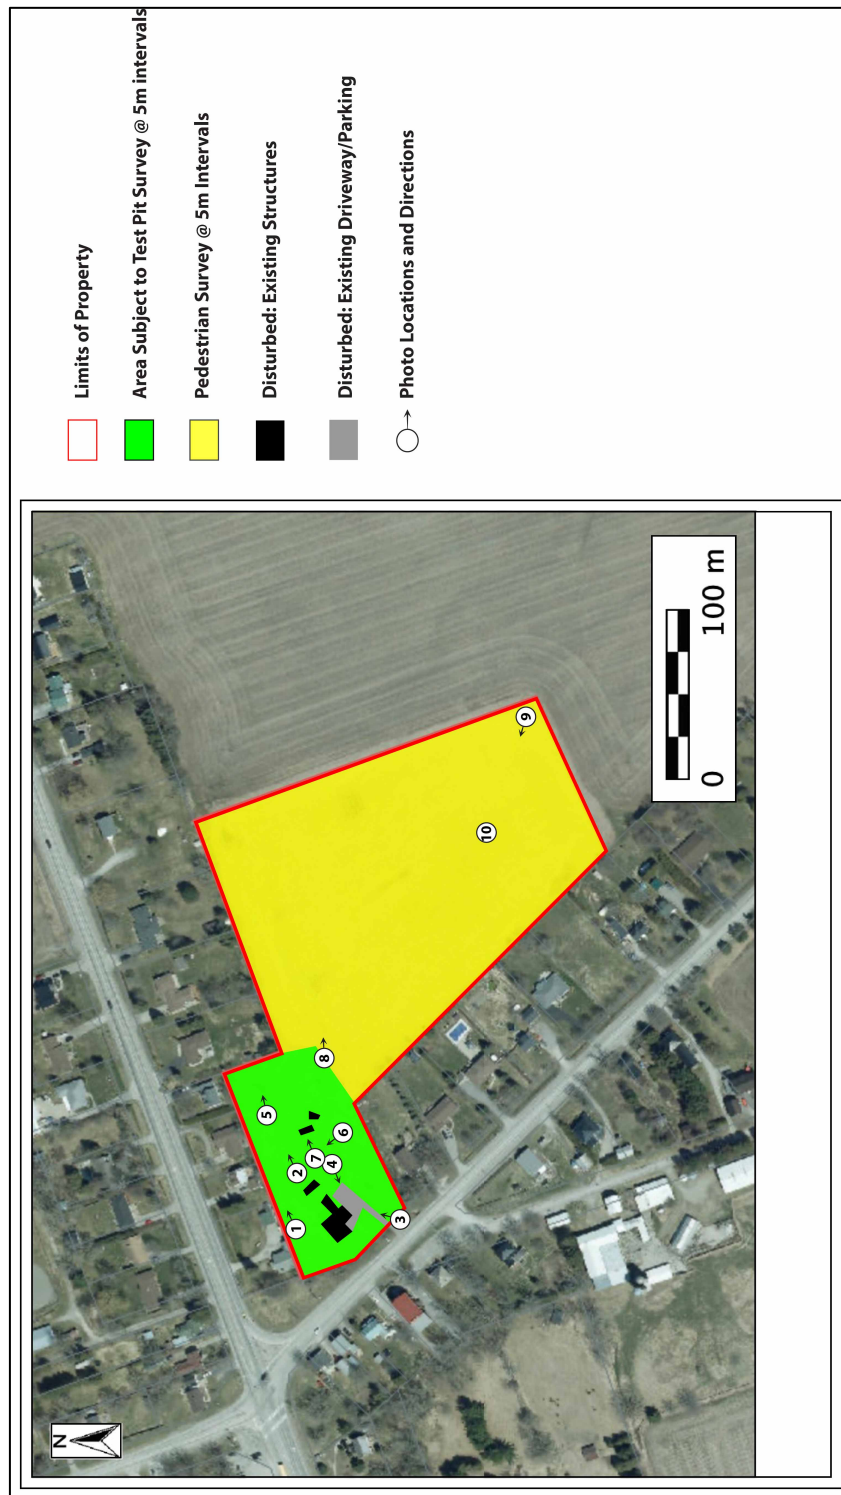 Limits of Property
Area Subject to Test Pit Survey @ 5m intervals
Pedestrian Survey @ 5m Intervals
Disturbed: Existing Structures
Disturbed: Existing Driveway/Parking
Photo Locations and Directions
N
1
2
3
4
5
6
7
8
9
10
0 100 m